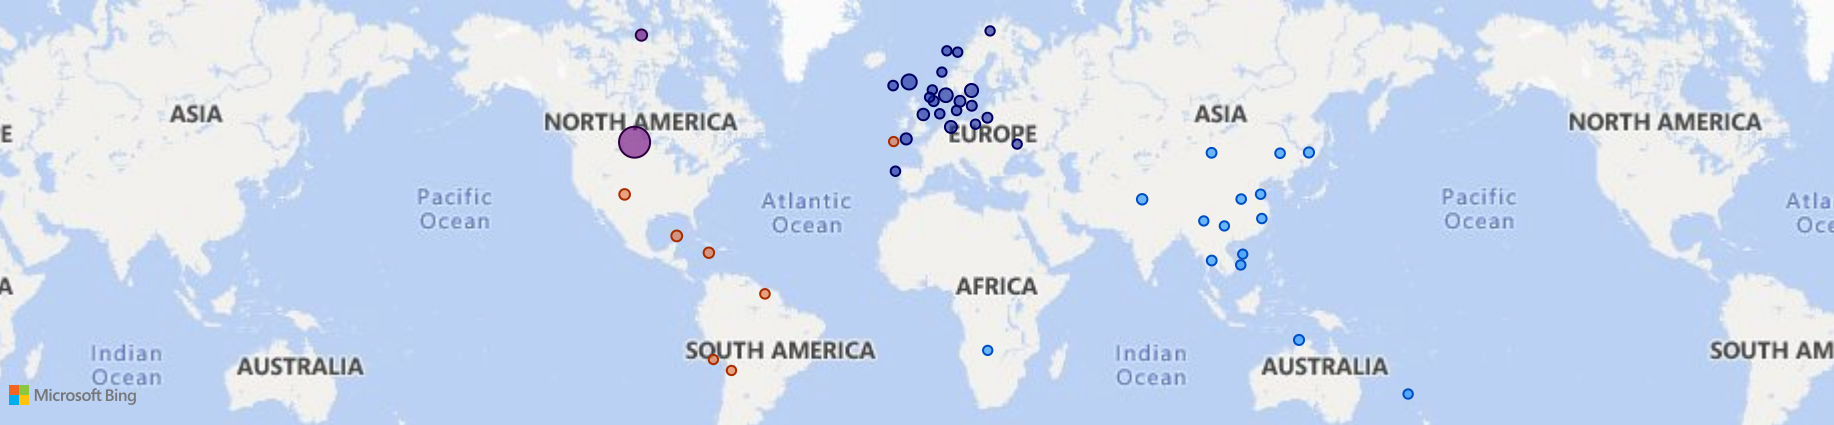 ASIA
NORTH AMERICA
ASIA
NORTH AMERICA
E
EUROPE
Pacific
Ocean
Atlantic
Ocean
Pacific
Ocean
Atla
Oce
A
AFRICA
Indian
Ocean
AUSTRALIA
SOUTH AMERICA
Indian
Ocean
AUSTRALIA
SOUTH AM
Microsoft Bing